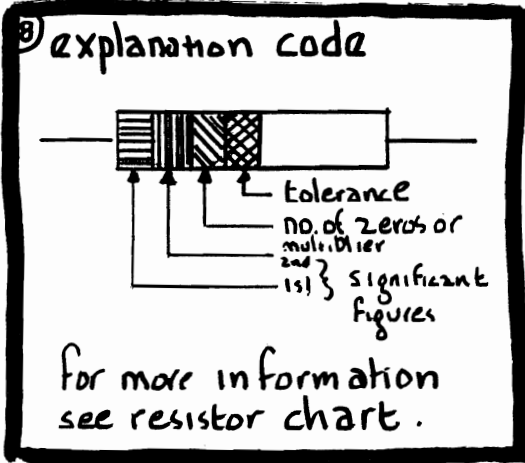 8
explanation code
tolerance
no. of zeros or
multiplier
2nd
1st } significant
figures
for more information
see resistor chart.